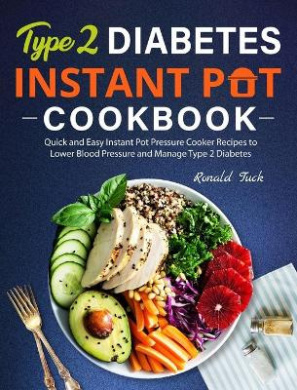 Type 2 DIABETES
INSTANT POT
COOKBOOK
Quick and Easy Instant Pot Pressure Cooker Recipes to
Lower Blood Pressure and Manage Type 2 Diabetes
Ronald Tuck